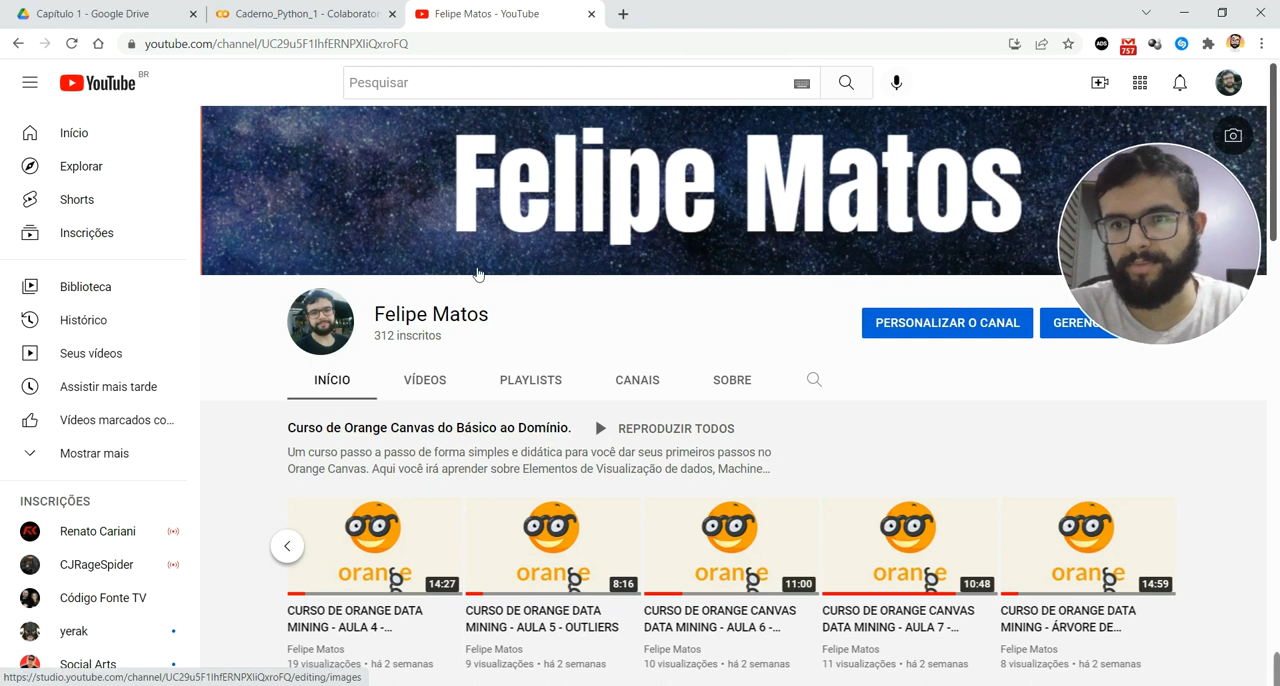 Capítulo 1 - Google Drive
Caderno_Python_1 - Colaborator
Felipe Matos - YouTube
youtube.com/channel/UC29u5F1IhfERNPXIiQxroFQ
ABP
757
YouTube BR
Pesquisar
Início
Explorar
Shorts
Inscrições
Biblioteca
Histórico
Seus vídeos
Assistir mais tarde
Vídeos marcados co...
Mostrar mais
INSCRIÇÕES
Renato Cariani
CJRageSpider
Código Fonte TV
yerak
Social Arts
Felipe Matos
Felipe Matos
312 inscritos
PERSONALIZAR O CANAL
GERENC
INÍCIO
VÍDEOS
PLAYLISTS
CANAIS
SOBRE
Curso de Orange Canvas do Básico ao Domínio.
REPRODUZIR TODOS
Um curso passo a passo de forma simples e didática para você dar seus primeiros passos no
Orange Canvas. Aqui você irá aprender sobre Elementos de Visualização de dados, Machine...
orange
14:27
CURSO DE ORANGE DATA
MINING - AULA 4 -...
Felipe Matos
19 visualizações • há 2 semanas
orange
8:16
CURSO DE ORANGE DATA
MINING - AULA 5 - OUTLIERS
Felipe Matos
9 visualizações • há 2 semanas
orange
11:00
CURSO DE ORANGE CANVAS
DATA MINING - AULA 6 -...
Felipe Matos
10 visualizações • há 2 semanas
orange
10:48
CURSO DE ORANGE CANVAS
DATA MINING - AULA 7 -...
Felipe Matos
11 visualizações • há 2 semanas
orange
14:59
CURSO DE ORANGE DATA
MINING - ÁRVORE DE...
Felipe Matos
8 visualizações • há 2 semanas
https://studio.youtube.com/channel/UC29u5F1IhfERNPXIiQxroFQ/editing/images